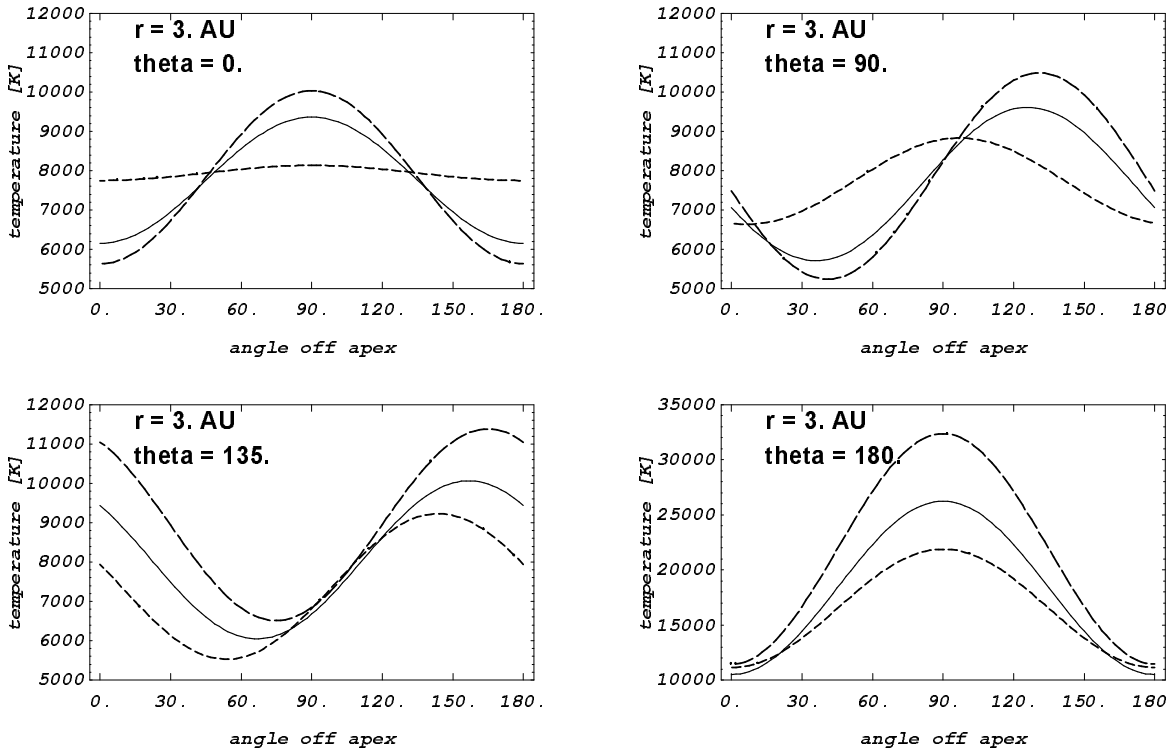 r = 3. AU
theta = 0.
temperature [K]
12000
11000
10000
9000
8000
7000
6000
5000
0. 30. 60. 90. 120. 150. 180.
angle off apex
r = 3. AU
theta = 90.
temperature [K]
12000
11000
10000
9000
8000
7000
6000
5000
0. 30. 60. 90. 120. 150. 180.
angle off apex
r = 3. AU
theta = 135.
temperature [K]
12000
11000
10000
9000
8000
7000
6000
5000
0. 30. 60. 90. 120. 150. 180.
angle off apex
r = 3. AU
theta = 180.
temperature [K]
35000
30000
25000
20000
15000
10000
0. 30. 60. 90. 120. 150. 180.
angle off apex